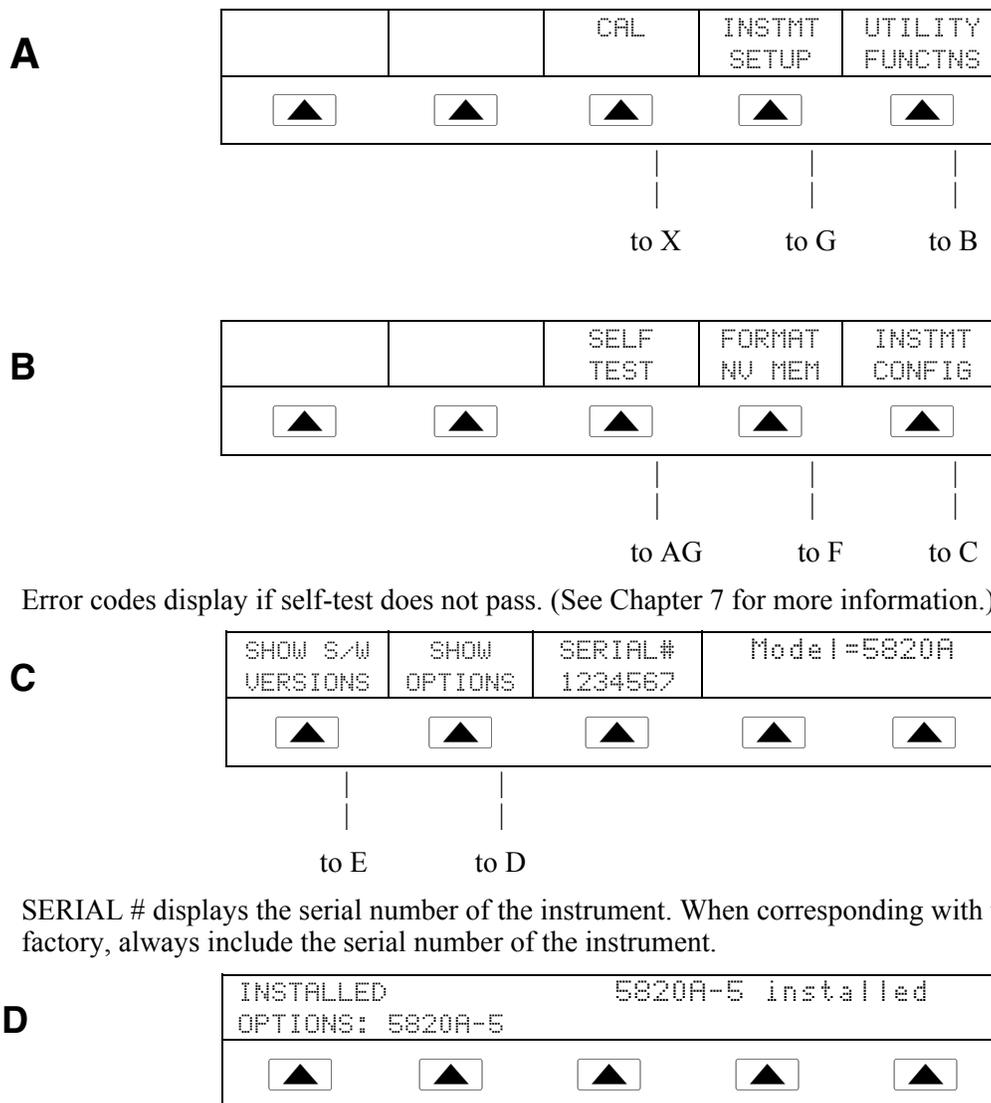 A
CAL INSTMT UTILITY
SETUP FUNCTNS
to X to G to B
B
SELF FORMAT INSTMT
TEST NV MEM CONFIG
to AG to F to C
Error codes display if self-test does not pass. (See Chapter 7 for more information.)
C
SHOW S/W SHOW SERIAL# Model=5820A
VERSIONS OPTIONS 1234567
to E to D
SERIAL # displays the serial number of the instrument. When corresponding with
factory, always include the serial number of the instrument.
D
INSTALLED 5820A-5 installed
OPTIONS: 5820A-5